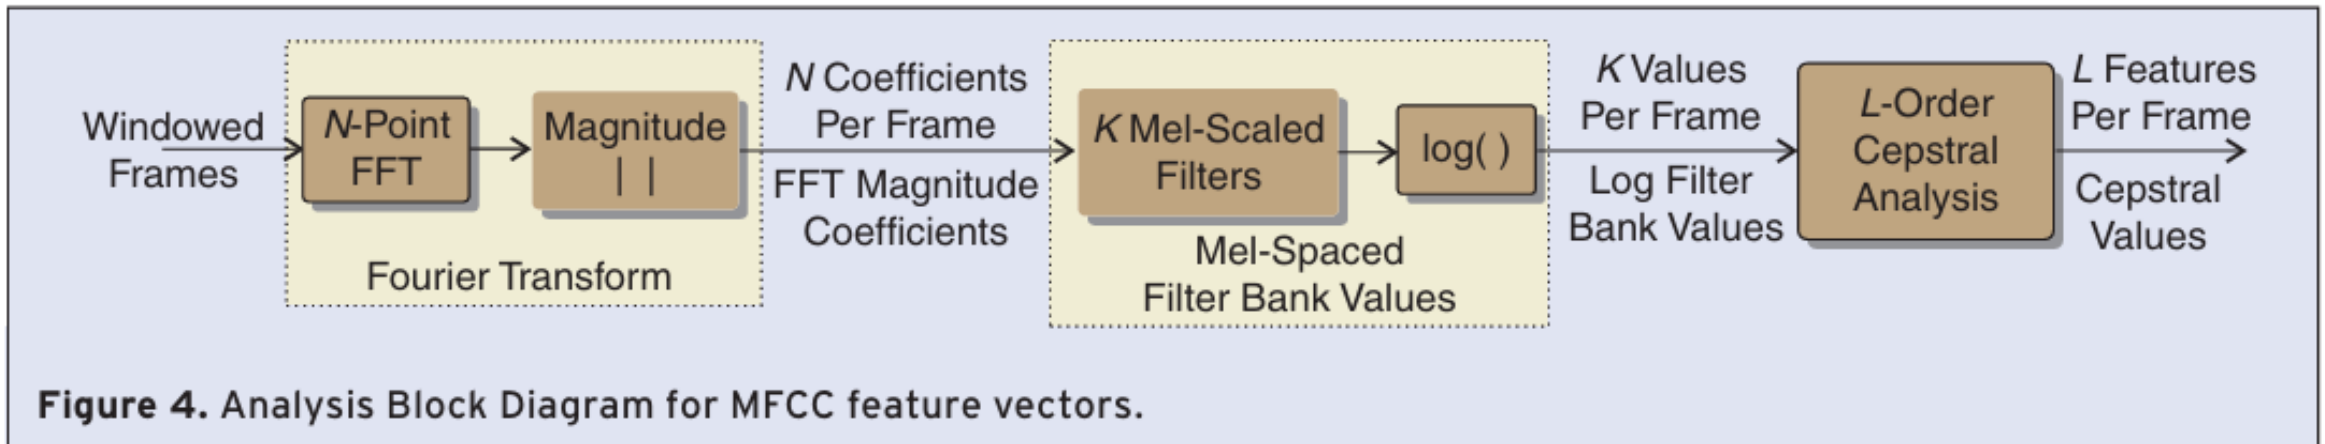 Windowed
Frames
N-Point
FFT
Magnitude
| |
Fourier Transform
N Coefficients
Per Frame
FFT Magnitude
Coefficients
K Mel-Scaled
Filters
log( )
Mel-Spaced
Filter Bank Values
K Values
Per Frame
Log Filter
Bank Values
L-Order
Cepstral
Analysis
L Features
Per Frame
Cepstral
Values
Figure 4. Analysis Block Diagram for MFCC feature vectors.